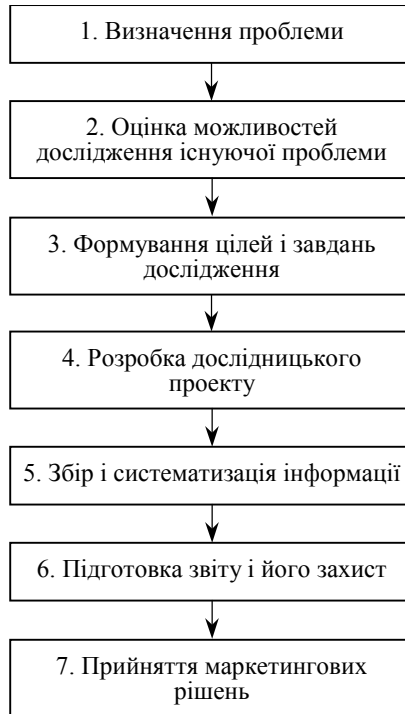 1. Визначення проблеми
2. Оцінка можливостей
дослідження існуючої проблеми
3. Формування цілей і завдань
дослідження
4. Розробка дослідницького
проекту
5. Збір і систематизація інформації
6. Підготовка звіту і його захист
7. Прийняття маркетингових
рішень